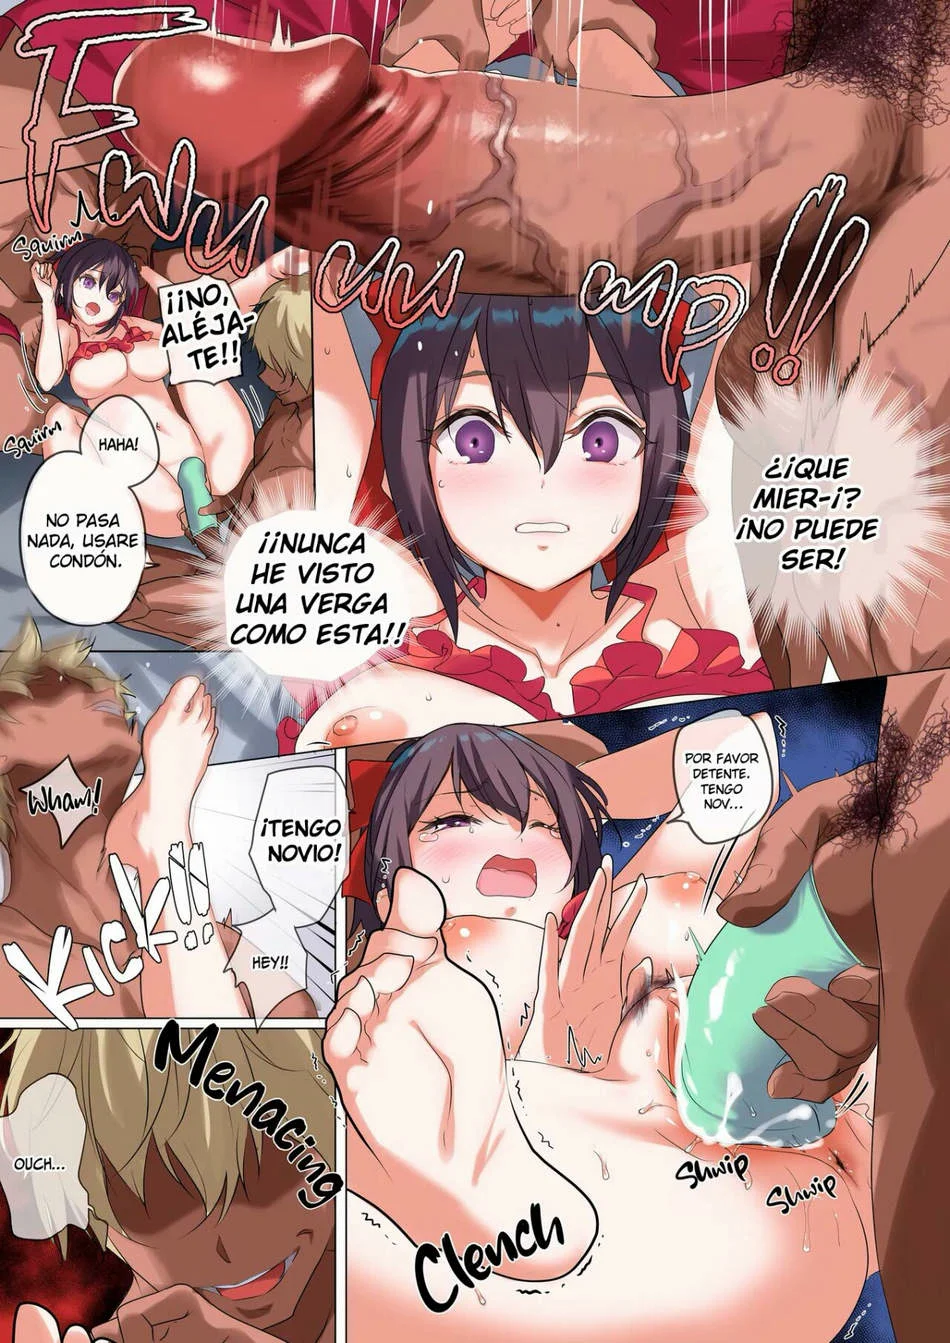 Fwuuuump!!
Squirm
¡¡NO,
ALÉJA-
TE!!
Squirm
HAHA!
NO PASA
NADA, USARE
CONDÓN.
¿¡QUE
MIER-¡?
¡NO PUEDE
SER!
¡¡NUNCA
HE VISTO
UNA VERGA
COMO ESTA!!
Wham!
Kick!!
¡TENGO
NOVIO!
HEY!!
POR FAVOR
DETENTE.
TENGO
NOV...
Menacing
OUCH...
Shwip
Shwip
Clench